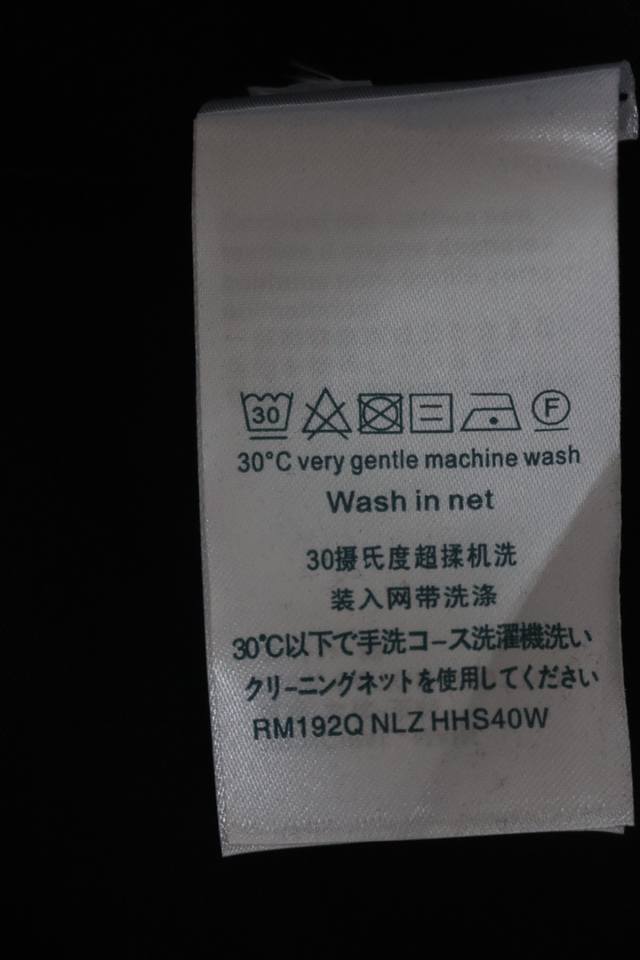 30 F
30°C very gentle machine wash
Wash in net
30摄氏度超揉机洗
装入网带洗涤
30℃以下で手洗コース洗濯機洗い
クリーニングネットを使用してください
RM192Q NLZ HHS40W